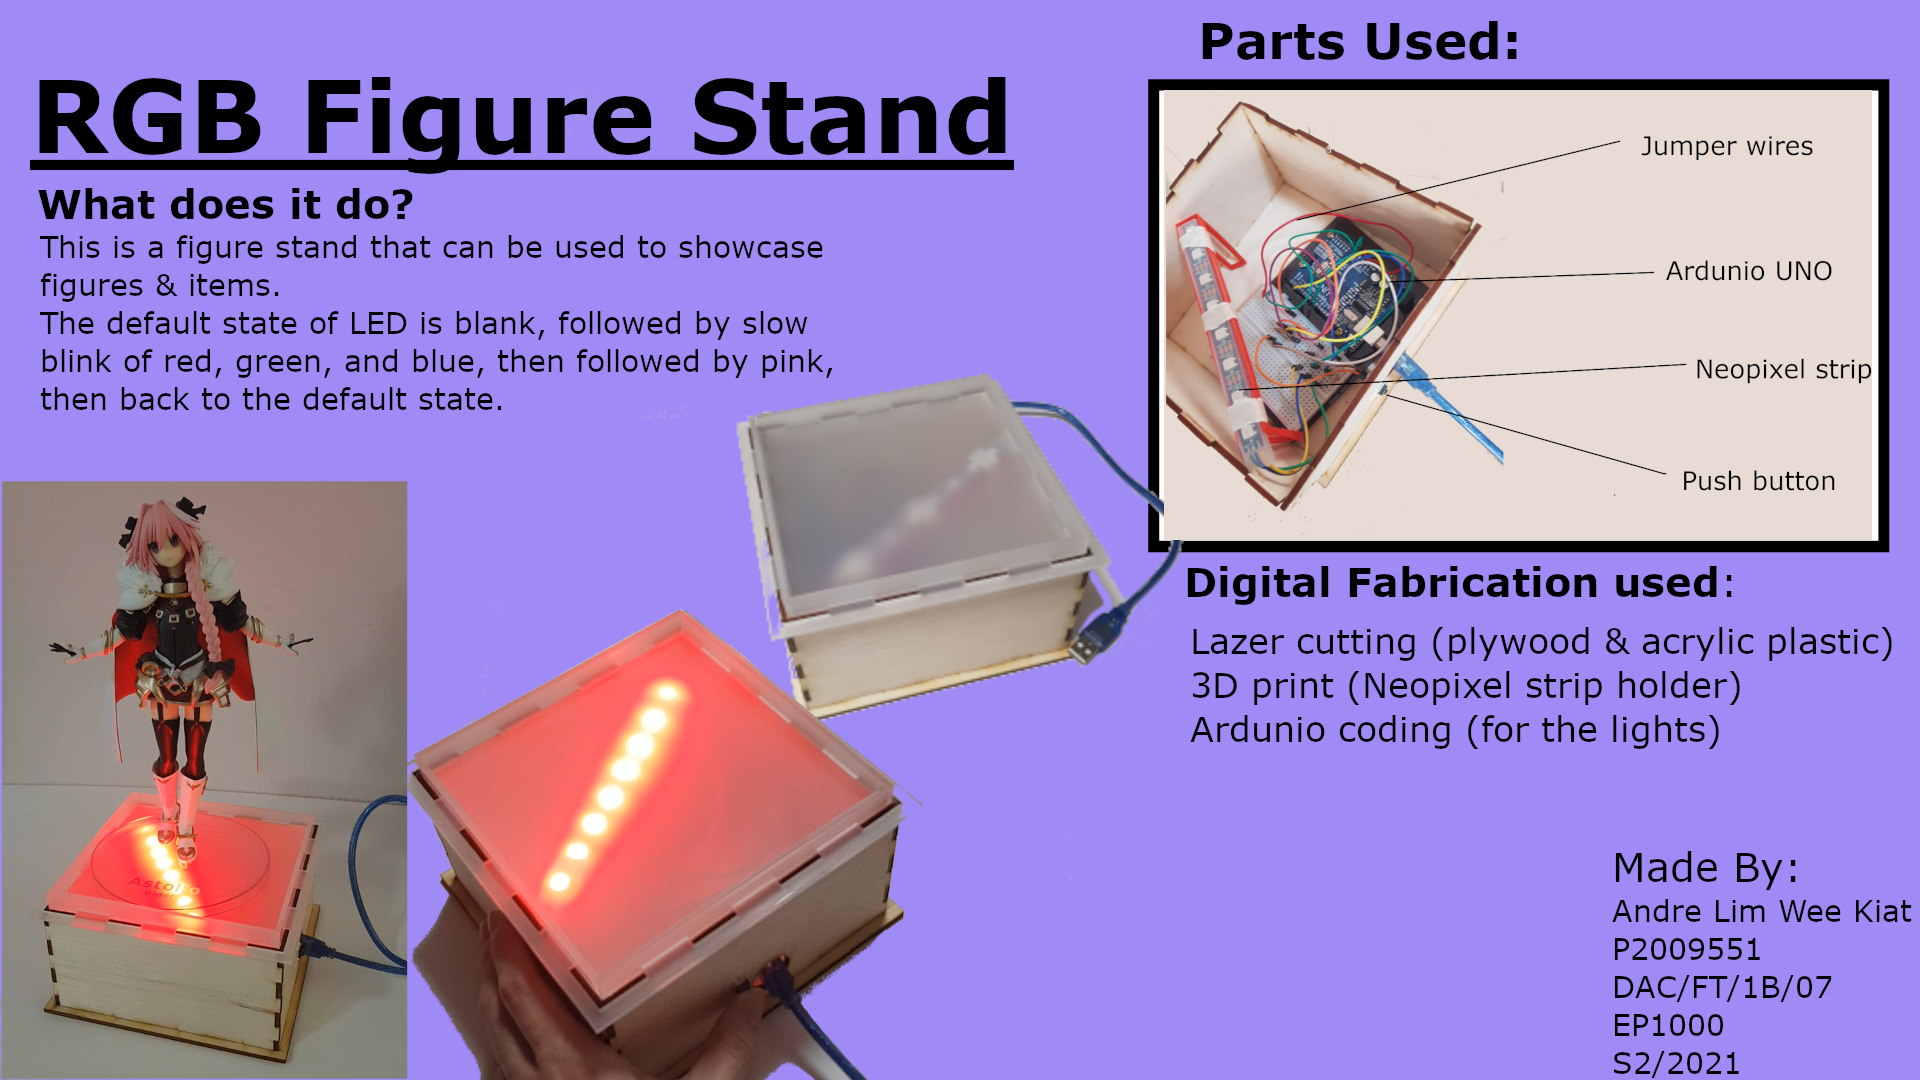 RGB Figure Stand
What does it do?
This is a figure stand that can be used to showcase
figures & items.
The default state of LED is blank, followed by slow
blink of red, green, and blue, then followed by pink,
then back to the default state.
Parts Used:
Jumper wires
Ardunio UNO
Neopixel strip
Push button
UNO
Digital Fabrication used:
Lazer cutting (plywood & acrylic plastic)
3D print (Neopixel strip holder)
Ardunio coding (for the lights)
Astolfo
Rider
Made By:
Andre Lim Wee Kiat
P2009551
DAC/FT/1B/07
EP1000
S2/2021